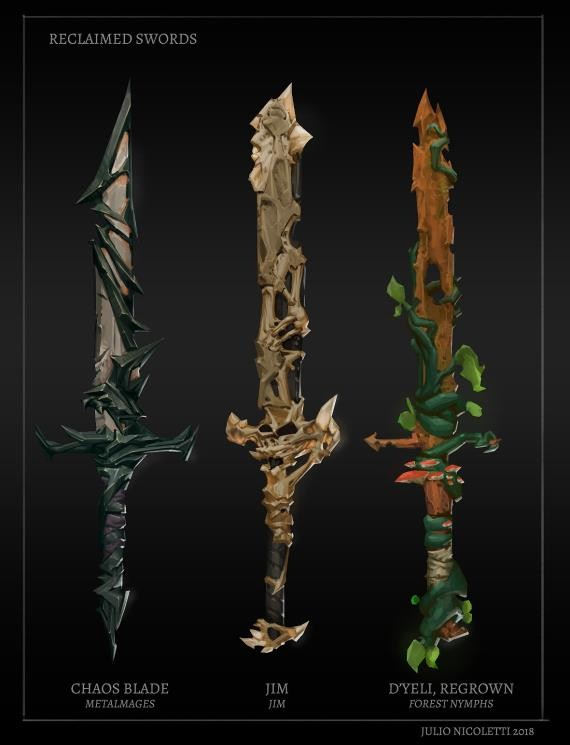 RECLAIMED SWORDS
CHAOS BLADE
METALMAGES
JIM
JIM
D'YELI, REGROWN
FOREST NYMPHS
JULIO NICOLETTI 2018